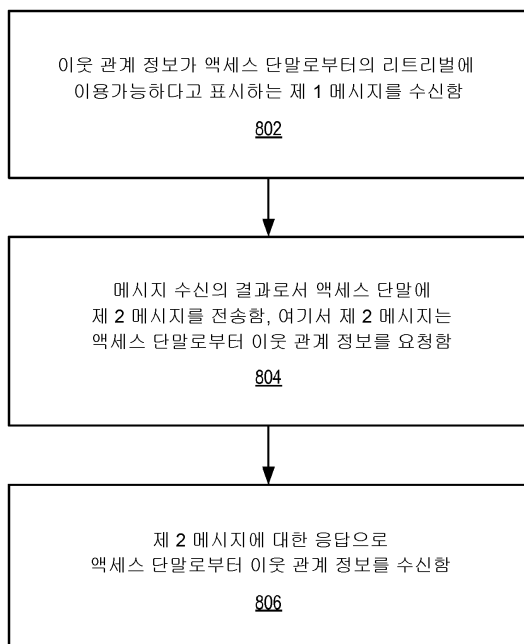 이웃 관계 정보가 액세스 단말로부터의 리트리벌에
이용가능하다고 표시하는 제 1 메시지를 수신함
802
메시지 수신의 결과로서 액세스 단말에
제 2 메시지를 전송함, 여기서 제 2 메시지는
액세스 단말로부터 이웃 관계 정보를 요청함
804
제 2 메시지에 대한 응답으로
액세스 단말로부터 이웃 관계 정보를 수신함
806